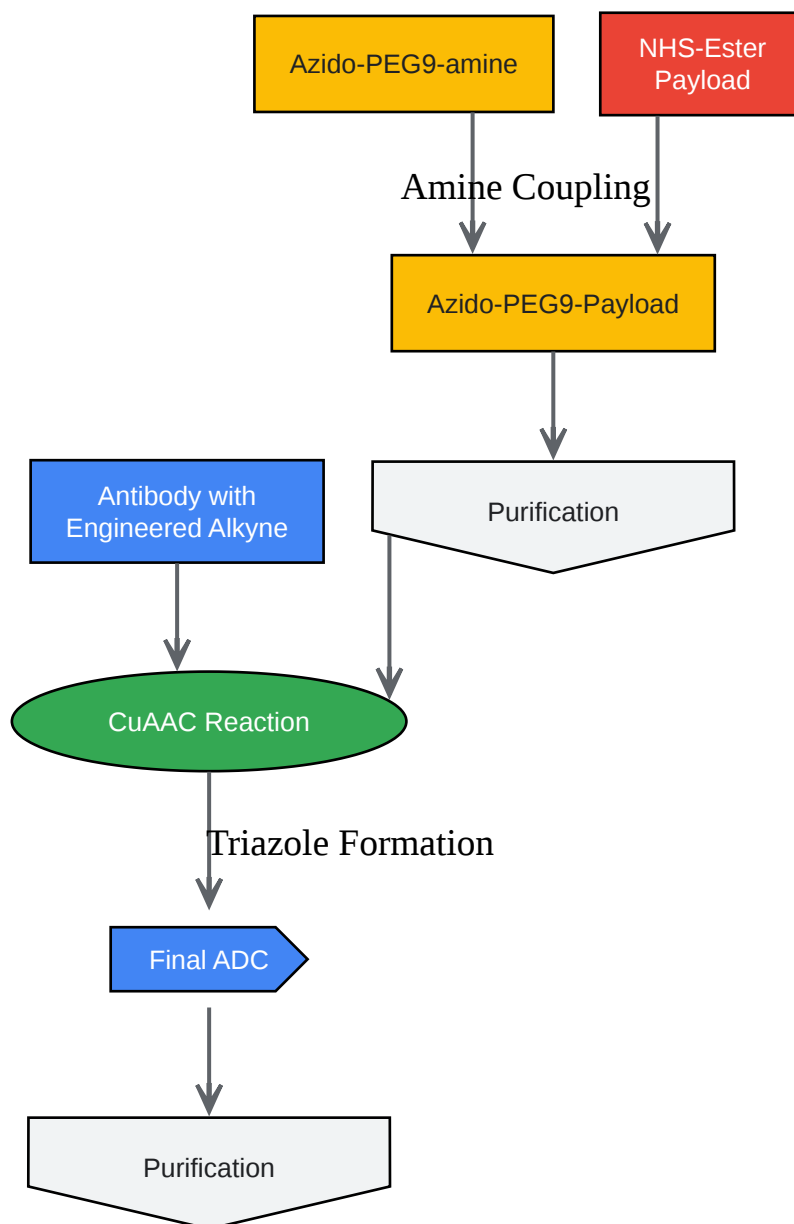 Azido-PEG9-amine
NHS-Ester
Payload
Amine Coupling
Azido-PEG9-Payload
Antibody with
Engineered Alkyne
Purification
CuAAC Reaction
Triazole Formation
Final ADC
Purification